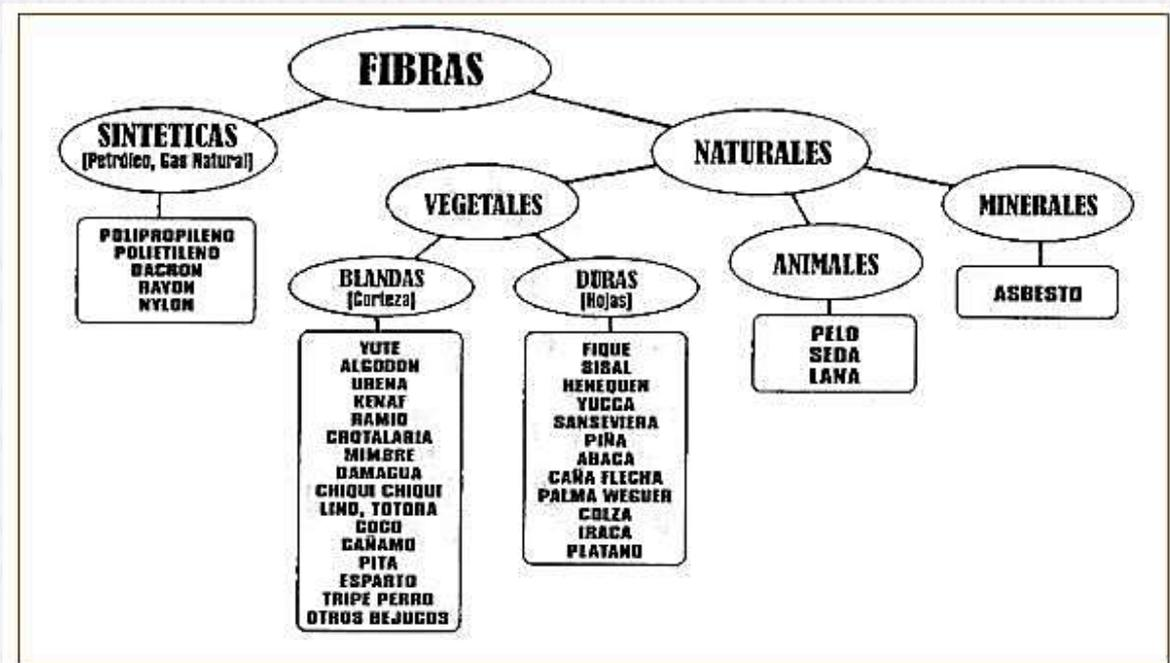 FIBRAS
SINTETICAS
(Petróleo, Gas Natural)
POLIPROPILENO
POLIETILENO
DACRON
RAYON
NYLON
NATURALES
VEGETALES
BLANDAS
(Corteza)
YUTE
ALGODON
URENA
KENAF
RAMIO
CROTALARIA
MIMBRE
DAMAGUA
CHIQUI CHIQUI
LINO, TOTORA
COCO
CAÑAMO
PITA
ESPARTO
TRIPE PERRO
OTROS BEJUCOS
DURAS
(Hojas)
FIQUE
SISAL
HENEQUEN
YUCCA
SANSEVIERA
PIÑA
ABACA
CAÑA FLECHA
PALMA WEGUER
COLZA
IRACA
PLATANO
ANIMALES
PELO
SEDA
LANA
MINERALES
ASBESTO